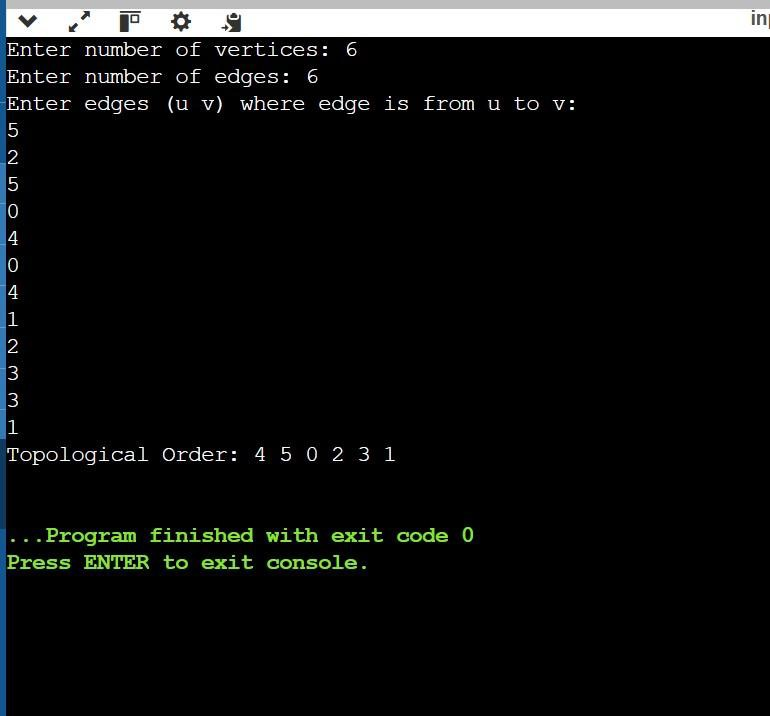 in
Enter number of vertices: 6
Enter number of edges: 6
Enter edges (u v) where edge is from u to v:
5
2
5
0
4
0
4
1
2
3
3
1
Topological Order: 4 5 0 2 3 1
...Program finished with exit code 0
Press ENTER to exit console.